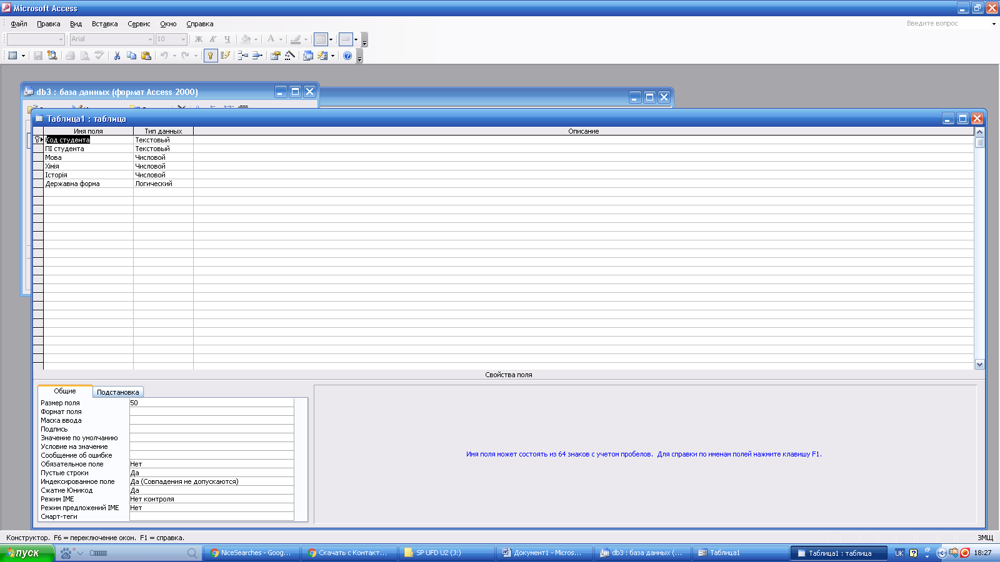 Microsoft Access
Файл Правка Вид Вставка Сервис Окно Справка
Введите вопрос
Arial 10 Ж К Ч А
db3 : база данных (формат Access 2000)
Таблица1 : таблица
Имя поля Тип данных Описание
Код студента Текстовый
ПІ студента Текстовый
Мова Числовой
Хімія Числовой
Історія Числовой
Державна форма Логический
Свойства поля
Общие Подстановка
Размер поля 50
Формат поля
Маска ввода
Подпись
Значение по умолчанию
Условие на значение
Сообщение об ошибке
Обязательное поле Нет
Пустые строки Да
Индексированное поле Да (Совпадения не допускаются)
Сжатие Юникод Да
Режим IME Нет контроля
Режим предложений IME Нет
Смарт-теги
Имя поля может состоять из 64 знаков с учетом пробелов. Для справки по именам полей нажмите клавишу F1.
Конструктор. F6 = переключение окон. F1 = справка. ЗМЩ
пуск NiceSearches - Goog... Скачать с Контакт... SP UFD U2 (J:) Документ1 - Micros... db3 : база данных (... Таблица1 Таблица1 : таблица UK 18:27